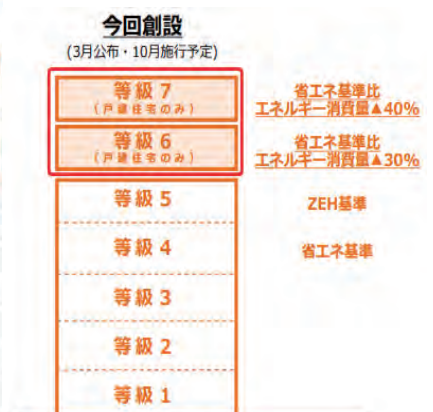 今回創設
(3月公布・10月施行予定)
等級7
(戸建住宅のみ)
省エネ基準比
エネルギー消費量▲40%
等級6
(戸建住宅のみ)
省エネ基準比
エネルギー消費量▲30%
等級5
ZEH基準
等級4
省エネ基準
等級3
等級2
等級1